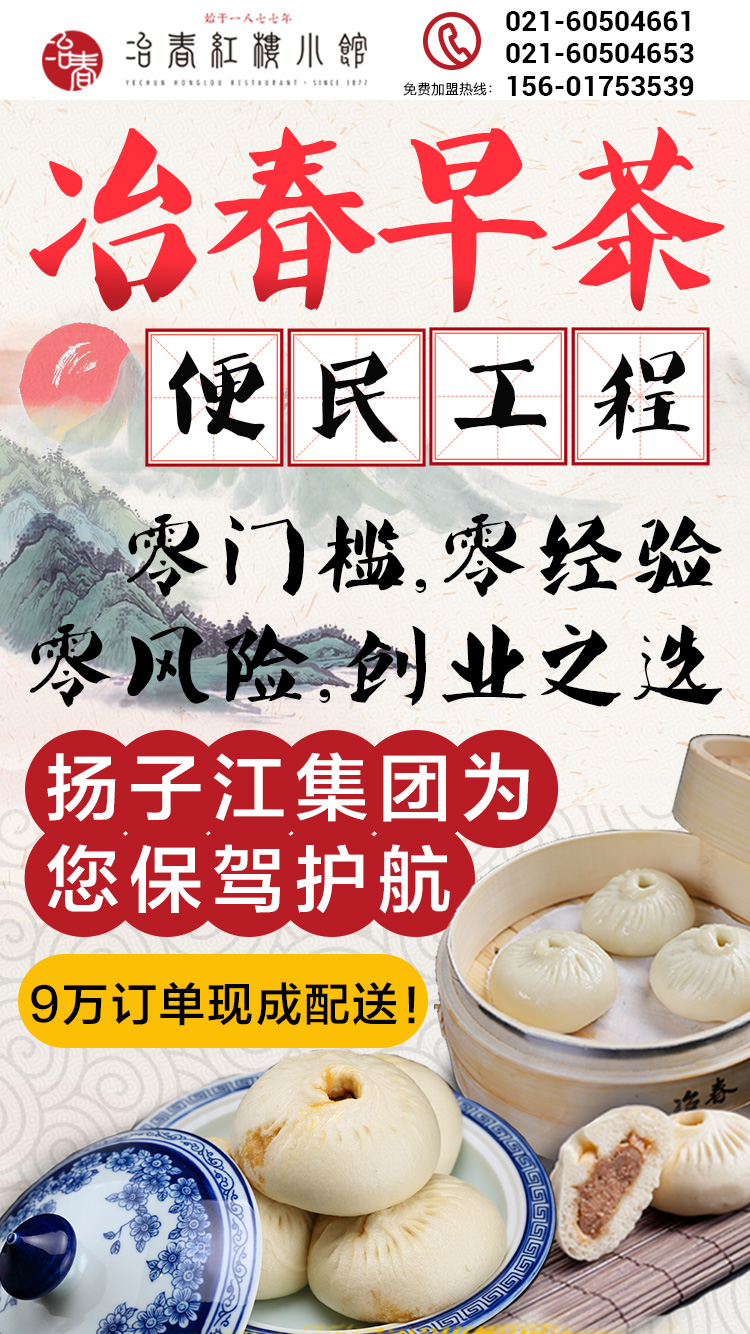 冶春
始于一八七七年
冶春紅樓小館
YECHUN HONGLOU RESTAURANT · SINCE 1877
免费加盟热线:
021-60504661
021-60504653
156-01753539
冶春早茶
便民工程
零门槛,零经验
零风险,创业之选
扬子江集团为
您保驾护航
9万订单现成配送!
冶春